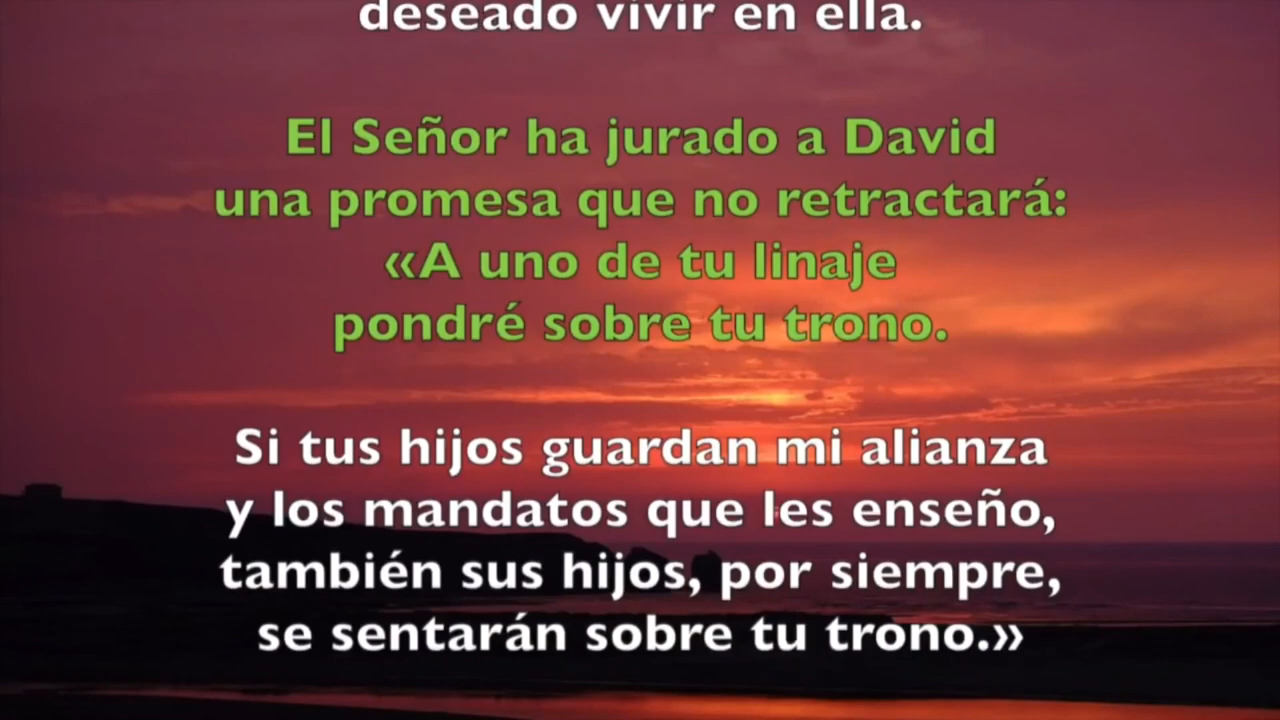 deseado vivir en ella.
El Señor ha jurado a David
una promesa que no retractará:
«A uno de tu linaje
pondré sobre tu trono.
Si tus hijos guardan mi alianza
y los mandatos que les enseño,
también sus hijos, por siempre,
se sentarán sobre tu trono.»